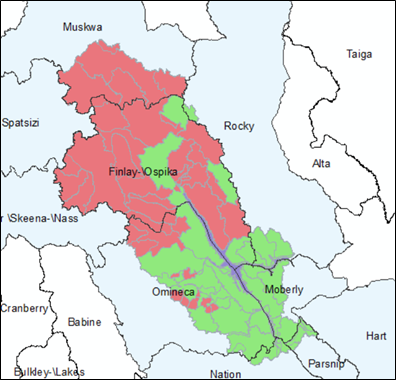 Muskwa
Taiga
Spatsizi
Rocky
Alta
Finlay-Ospika
r \Skeena-\Nass
Omineca
Moberly
Cranberry
Babine
Hart
Parsnip
Bulkley-\Lakes
Nation